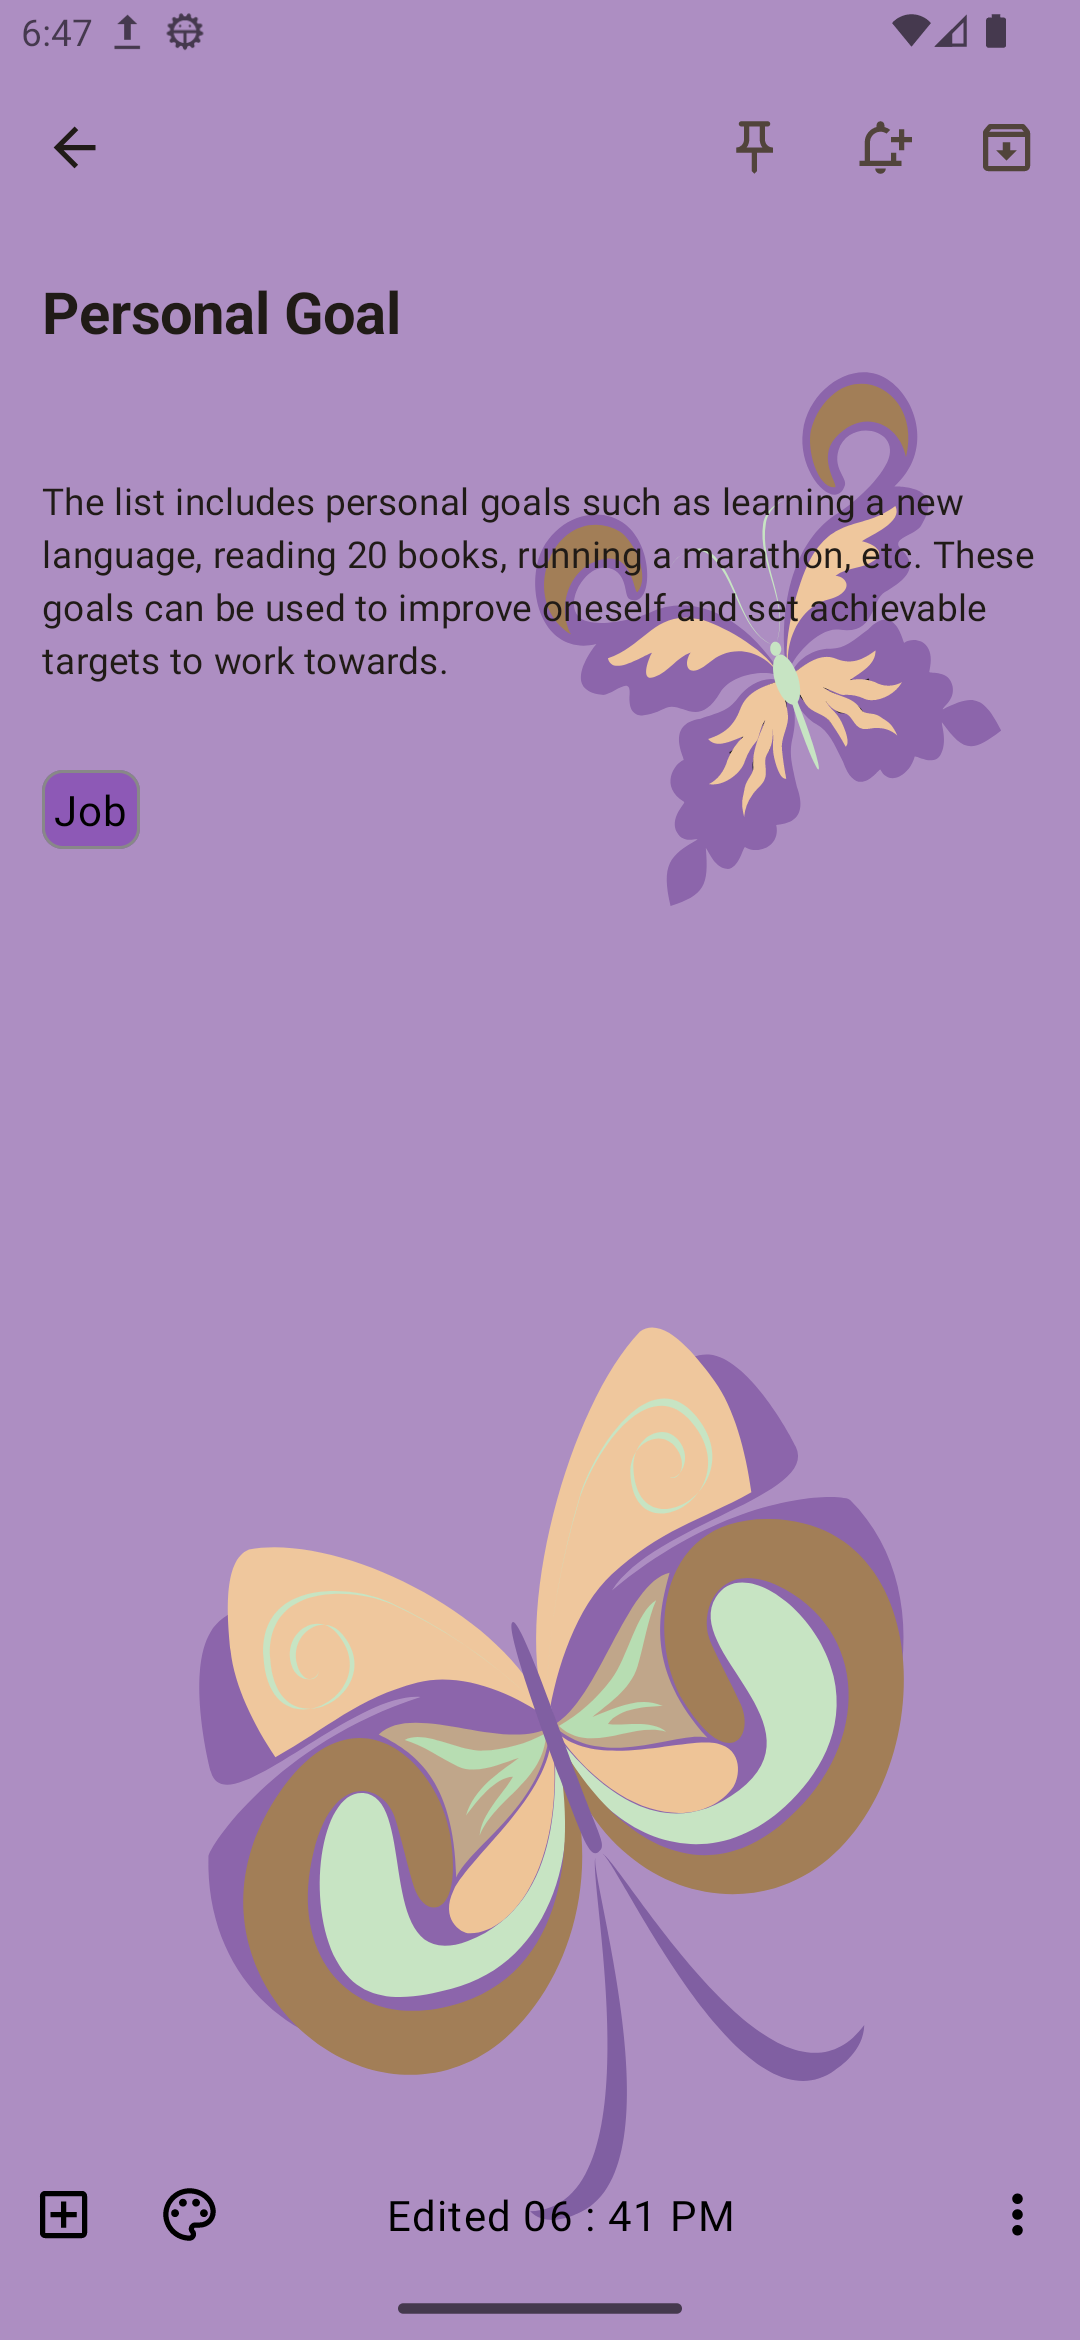 6:47
Personal Goal
The list includes personal goals such as learning a new
language, reading 20 books, running a marathon, etc. These
goals can be used to improve oneself and set achievable
targets to work towards.
Job
Edited 06 : 41 PM